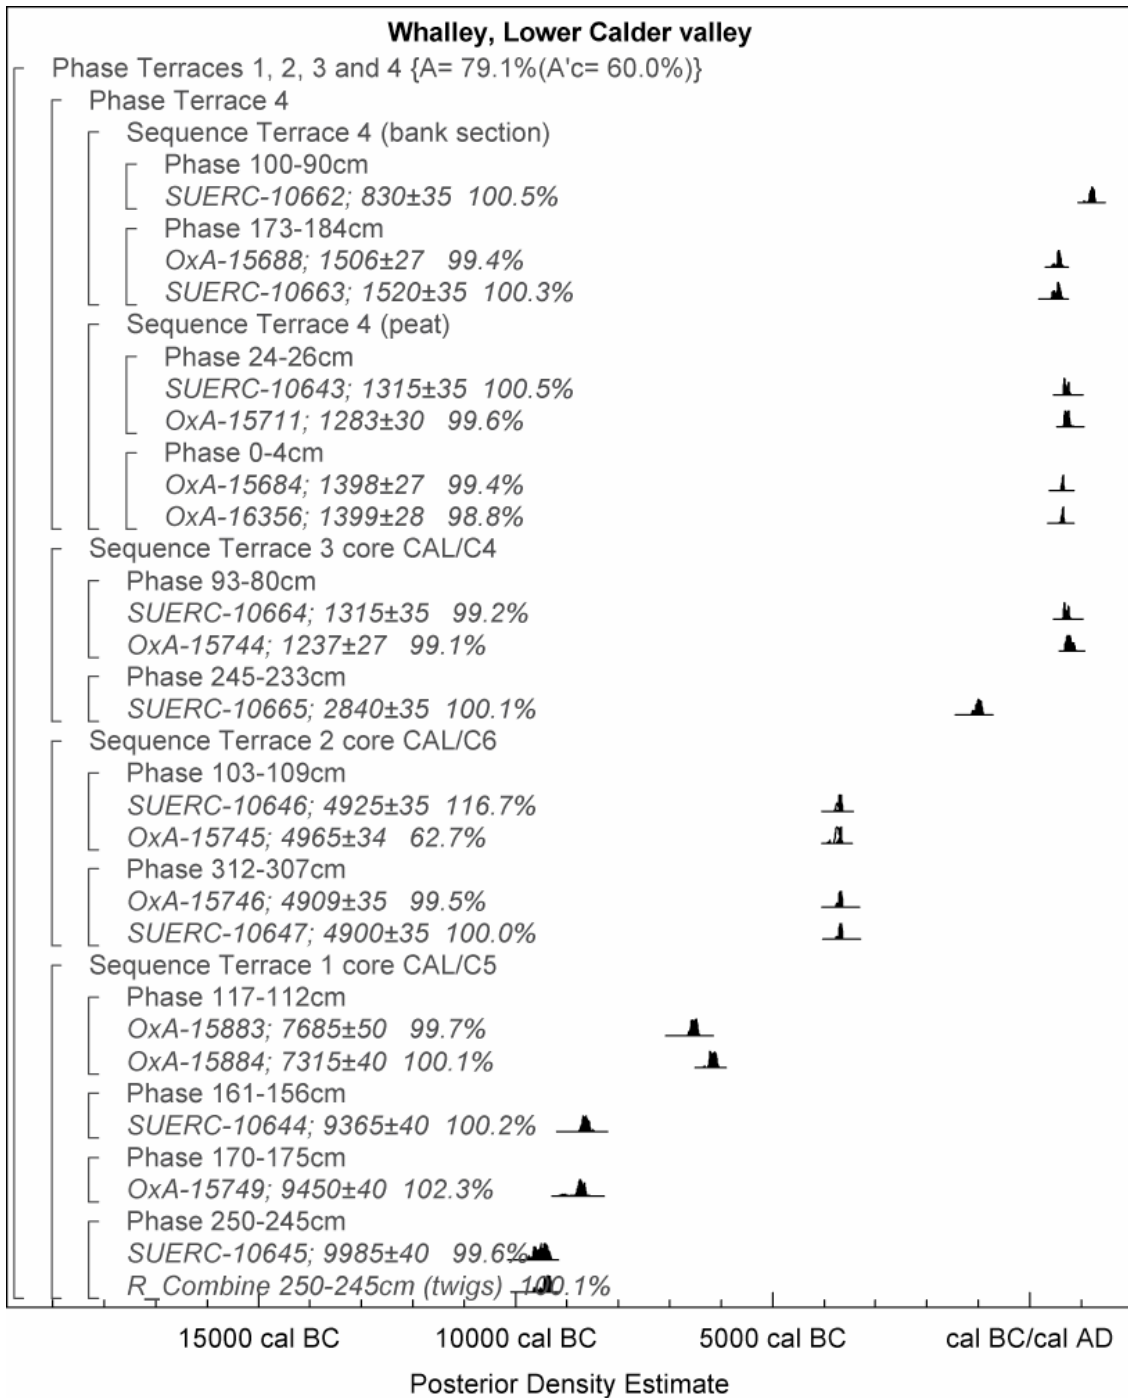 Whalley, Lower Calder valley
Phase Terraces 1, 2, 3 and 4 {A= 79.1%(A'c= 60.0%)}
Phase Terrace 4
Sequence Terrace 4 (bank section)
Phase 100-90cm
SUERC-10662; 830±35 100.5%
Phase 173-184cm
OxA-15688; 1506±27 99.4%
SUERC-10663; 1520±35 100.3%
Sequence Terrace 4 (peat)
Phase 24-26cm
SUERC-10643; 1315±35 100.5%
OxA-15711; 1283±30 99.6%
Phase 0-4cm
OxA-15684; 1398±27 99.4%
OxA-16356; 1399±28 98.8%
Sequence Terrace 3 core CAL/C4
Phase 93-80cm
SUERC-10664; 1315±35 99.2%
OxA-15744; 1237±27 99.1%
Phase 245-233cm
SUERC-10665; 2840±35 100.1%
Sequence Terrace 2 core CAL/C6
Phase 103-109cm
SUERC-10646; 4925±35 116.7%
OxA-15745; 4965±34 62.7%
Phase 312-307cm
OxA-15746; 4909±35 99.5%
SUERC-10647; 4900±35 100.0%
Sequence Terrace 1 core CAL/C5
Phase 117-112cm
OxA-15883; 7685±50 99.7%
OxA-15884; 7315±40 100.1%
Phase 161-156cm
SUERC-10644; 9365±40 100.2%
Phase 170-175cm
OxA-15749; 9450±40 102.3%
Phase 250-245cm
SUERC-10645; 9985±40 99.6%
R_Combine 250-245cm (twigs) 100.1%
15000 cal BC 10000 cal BC 5000 cal BC cal BC/cal AD
Posterior Density Estimate